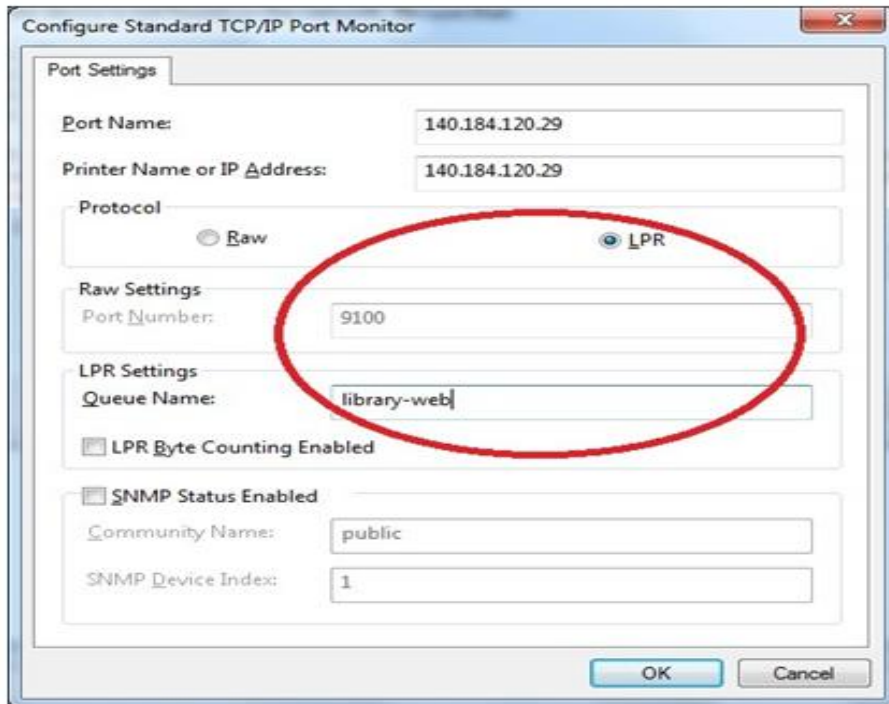 Configure Standard TCP/IP Port Monitor
Port Settings
Port Name: 140.184.120.29
Printer Name or IP Address: 140.184.120.29
Protocol
Raw LPR
Raw Settings
Port Number: 9100
LPR Settings
Queue Name: library-web
LPR Byte Counting Enabled
SNMP Status Enabled
Community Name: public
SNMP Device Index: 1
OK Cancel